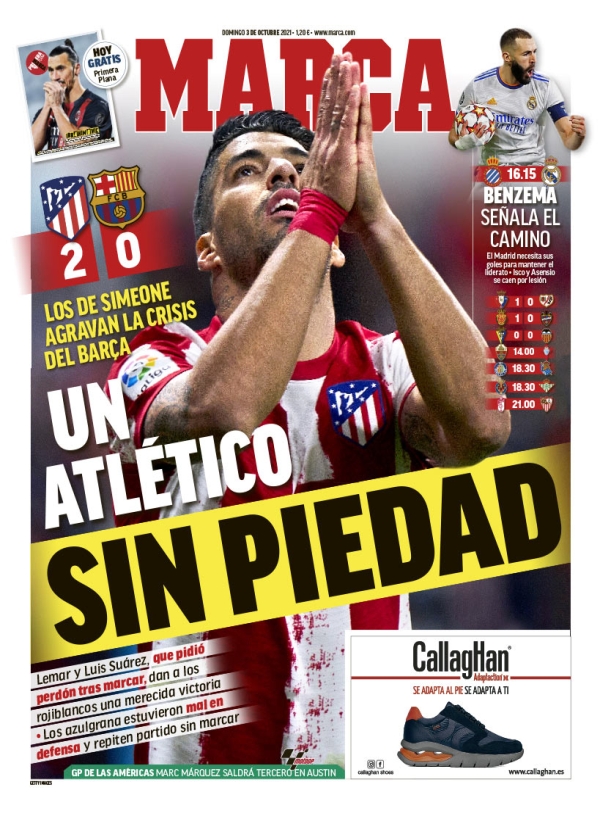 DOMINGO 3 DE OCTUBRE 2021 • 1,20 € • www.marca.com
MARCA
HOY
GRATIS
Primera
Plana
2 0
LOS DE SIMEONE
AGRAVAN LA CRISIS
DEL BARÇA
16.15
BENZEMA
SEÑALA EL
CAMINO
El Madrid necesita sus
goles para mantener el
liderato • Isco y Asensio
se caen por lesión
1 0
1 0
0 0
14.00
18.30
18.30
21.00
LaLiga
UN
ATLÉTICO
SIN PIEDAD
Lemar y Luis Suárez, que pidió
perdón tras marcar, dan a los
rojiblancos una merecida victoria
• Los azulgrana estuvieron mal en
defensa y repiten partido sin marcar
GP DE LAS AMÉRICAS MARC MÁRQUEZ SALDRÁ TERCERO EN AUSTIN
CallagHan
Adaptaction
SE ADAPTA AL PIE SE ADAPTA A TI
callaghan shoes
www.callaghan.es
GETTY IMAGES